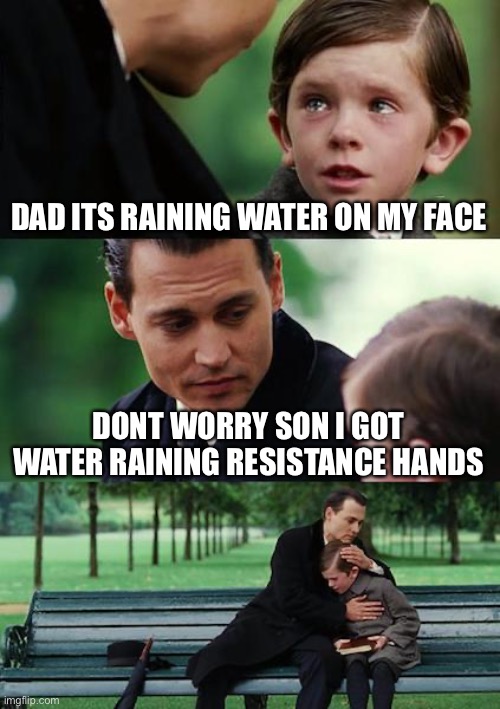 DAD ITS RAINING WATER ON MY FACE
DONT WORRY SON I GOT
WATER RAINING RESISTANCE HANDS
imgflip.com